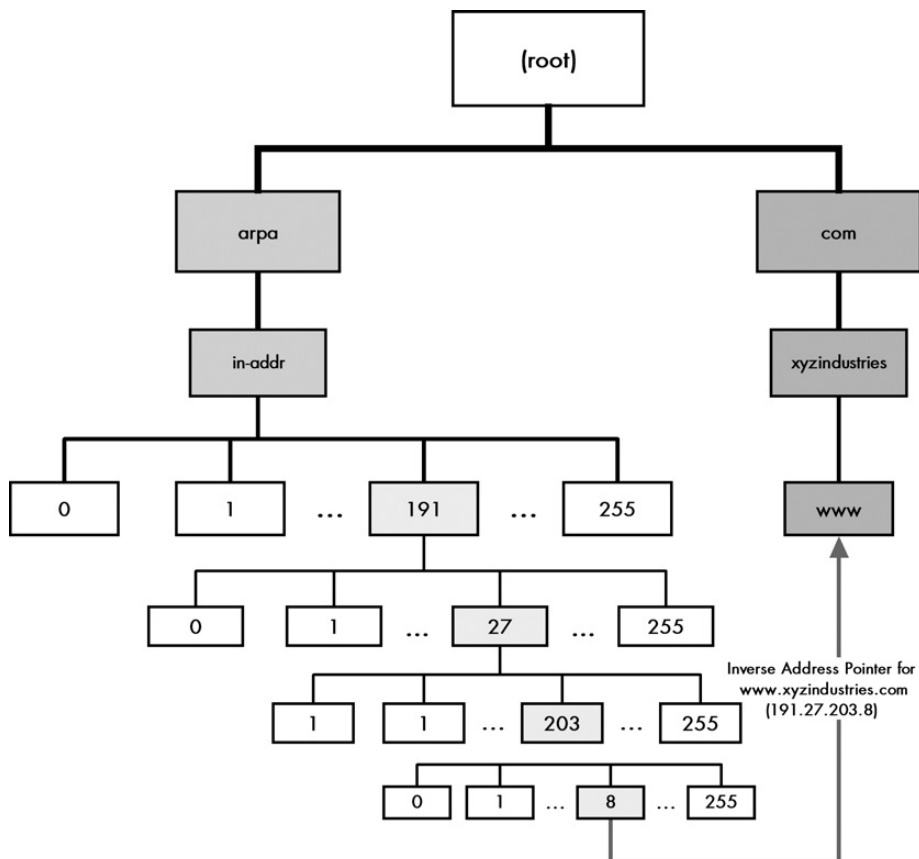 (root)
arpa
com
in-addr
xyzindustries
0 1 ... 191 ... 255
www
0 1 ... 27 ... 255
Inverse Address Pointer for
www.xyzindustries.com
(191.27.203.8)
1 1 ... 203 ... 255
0 1 ... 8 ... 255